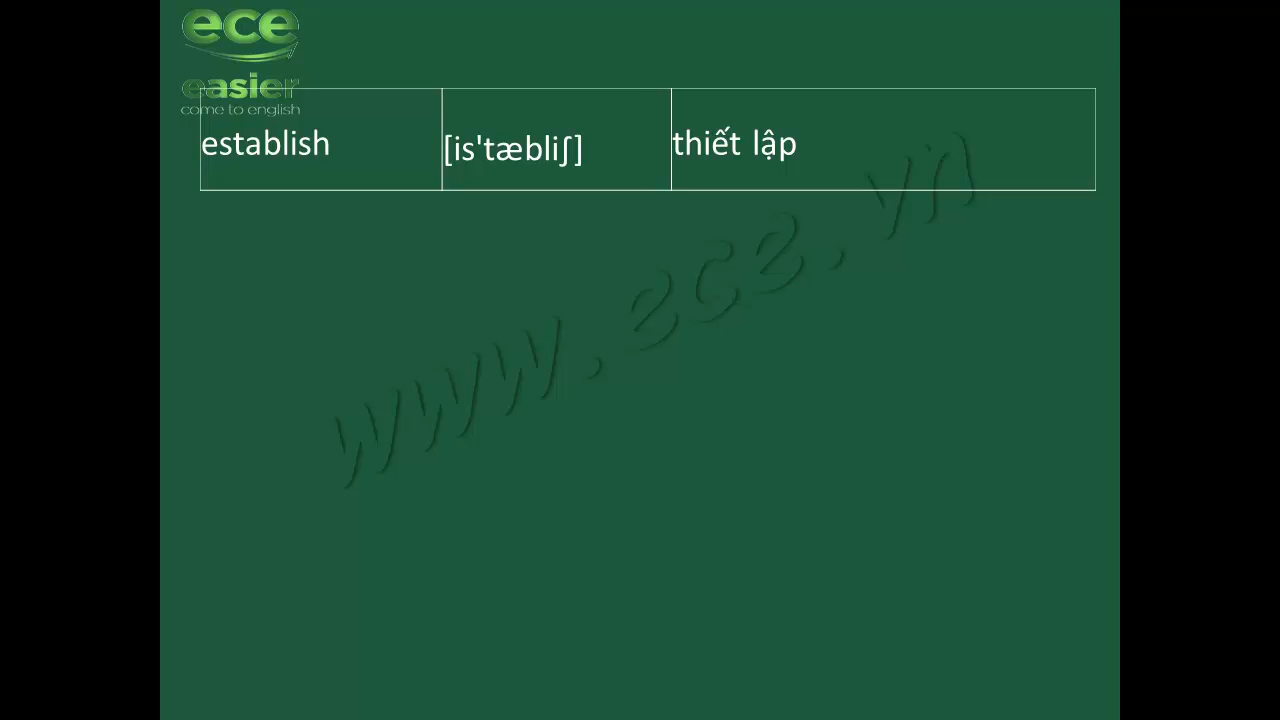 ece
easier
come to english
establish [is'tæbliʃ] thiết lập
www.ece.vn